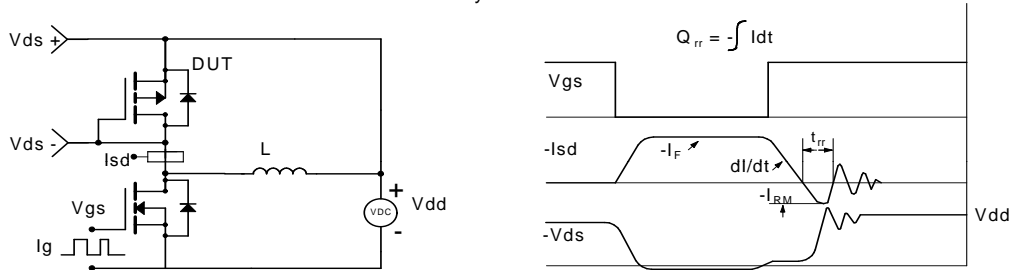 Vds +
DUT
Vds -
Isd
L
Vgs
Ig
+
VDC
-
Vdd
Q rr = -∫ Idt
Vgs
-Isd
-I F
dI/dt
t rr
-I RM
Vdd
-Vds